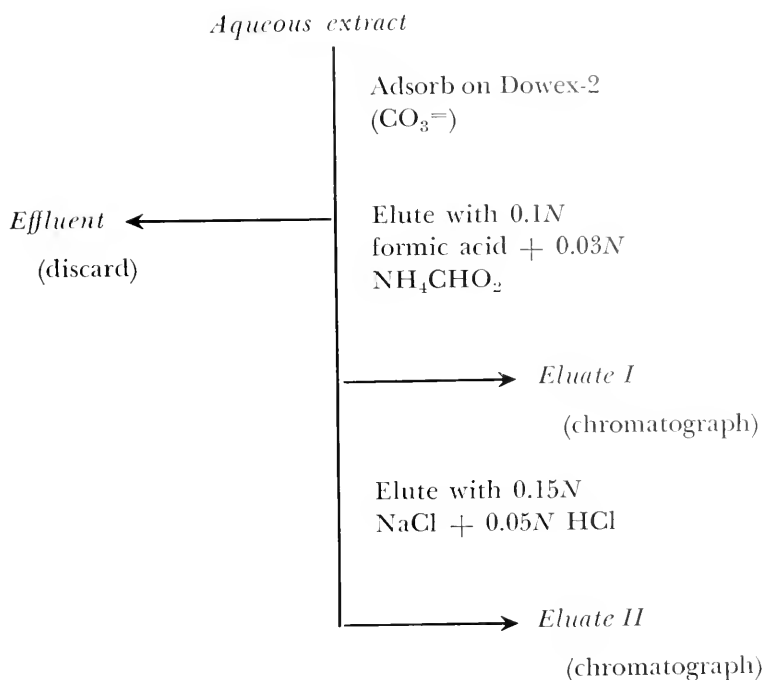 Aqueous extract
Adsorb on Dowex-2
(CO₃=)
Effluent
(discard)
Elute with 0.1N
formic acid + 0.03N
NH₄CHO₂
Eluate I
(chromatograph)
Elute with 0.15N
NaCl + 0.05N HCl
Eluate II
(chromatograph)